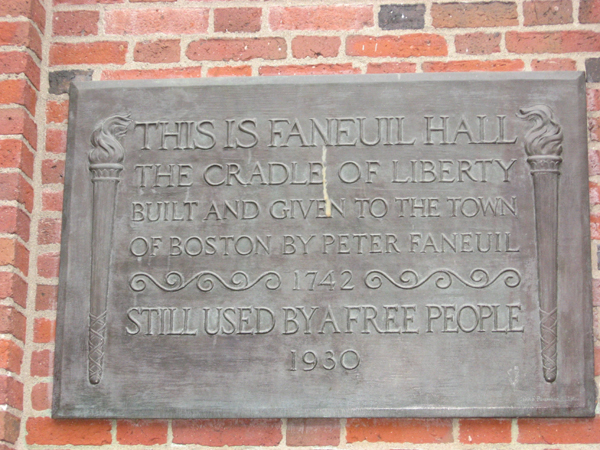 THIS IS FANEUIL HALL
THE CRADLE OF LIBERTY
BUILT AND GIVEN TO THE TOWN
OF BOSTON BY PETER FANEUIL
1742
STILL USED BY A FREE PEOPLE
1930